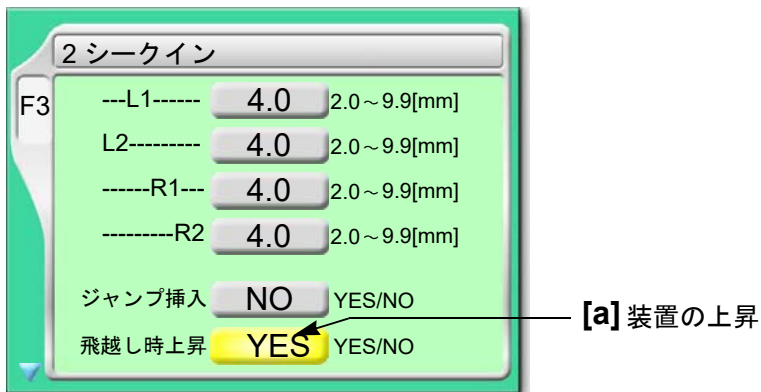 2 シークイン
F3
---L1------ 4.0 2.0～9.9[mm]
L2--------- 4.0 2.0～9.9[mm]
------R1--- 4.0 2.0～9.9[mm]
---------R2 4.0 2.0～9.9[mm]
ジャンプ挿入 NO YES/NO
飛越し時上昇 YES YES/NO
[a] 装置の上昇